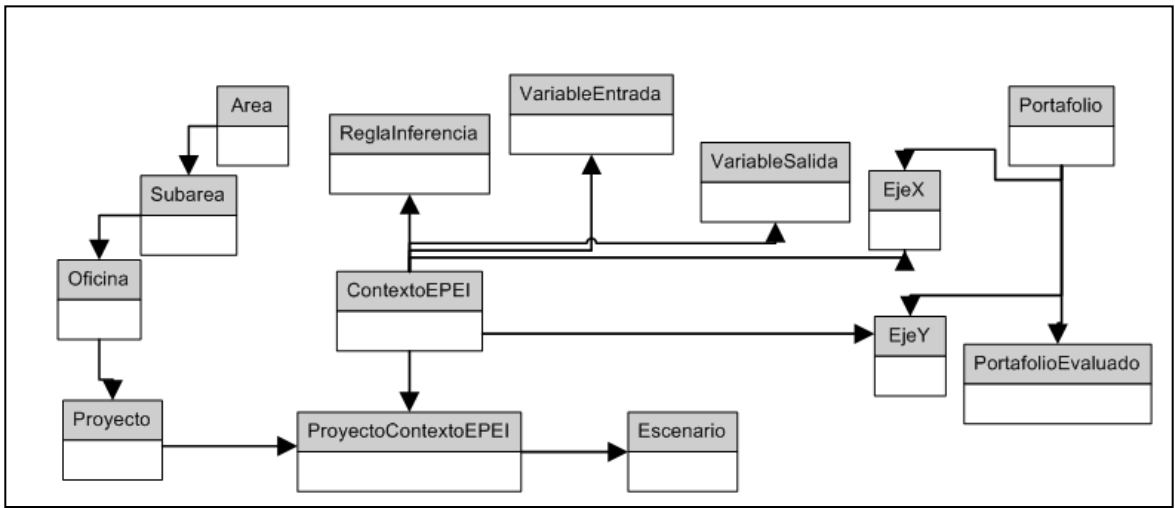 Area
VariableEntrada
Portafolio
ReglaInferencia
VariableSalida
Subarea
EjeX
Oficina
ContextoEPEI
EjeY
PortafolioEvaluado
Proyecto
ProyectoContextoEPEI
Escenario